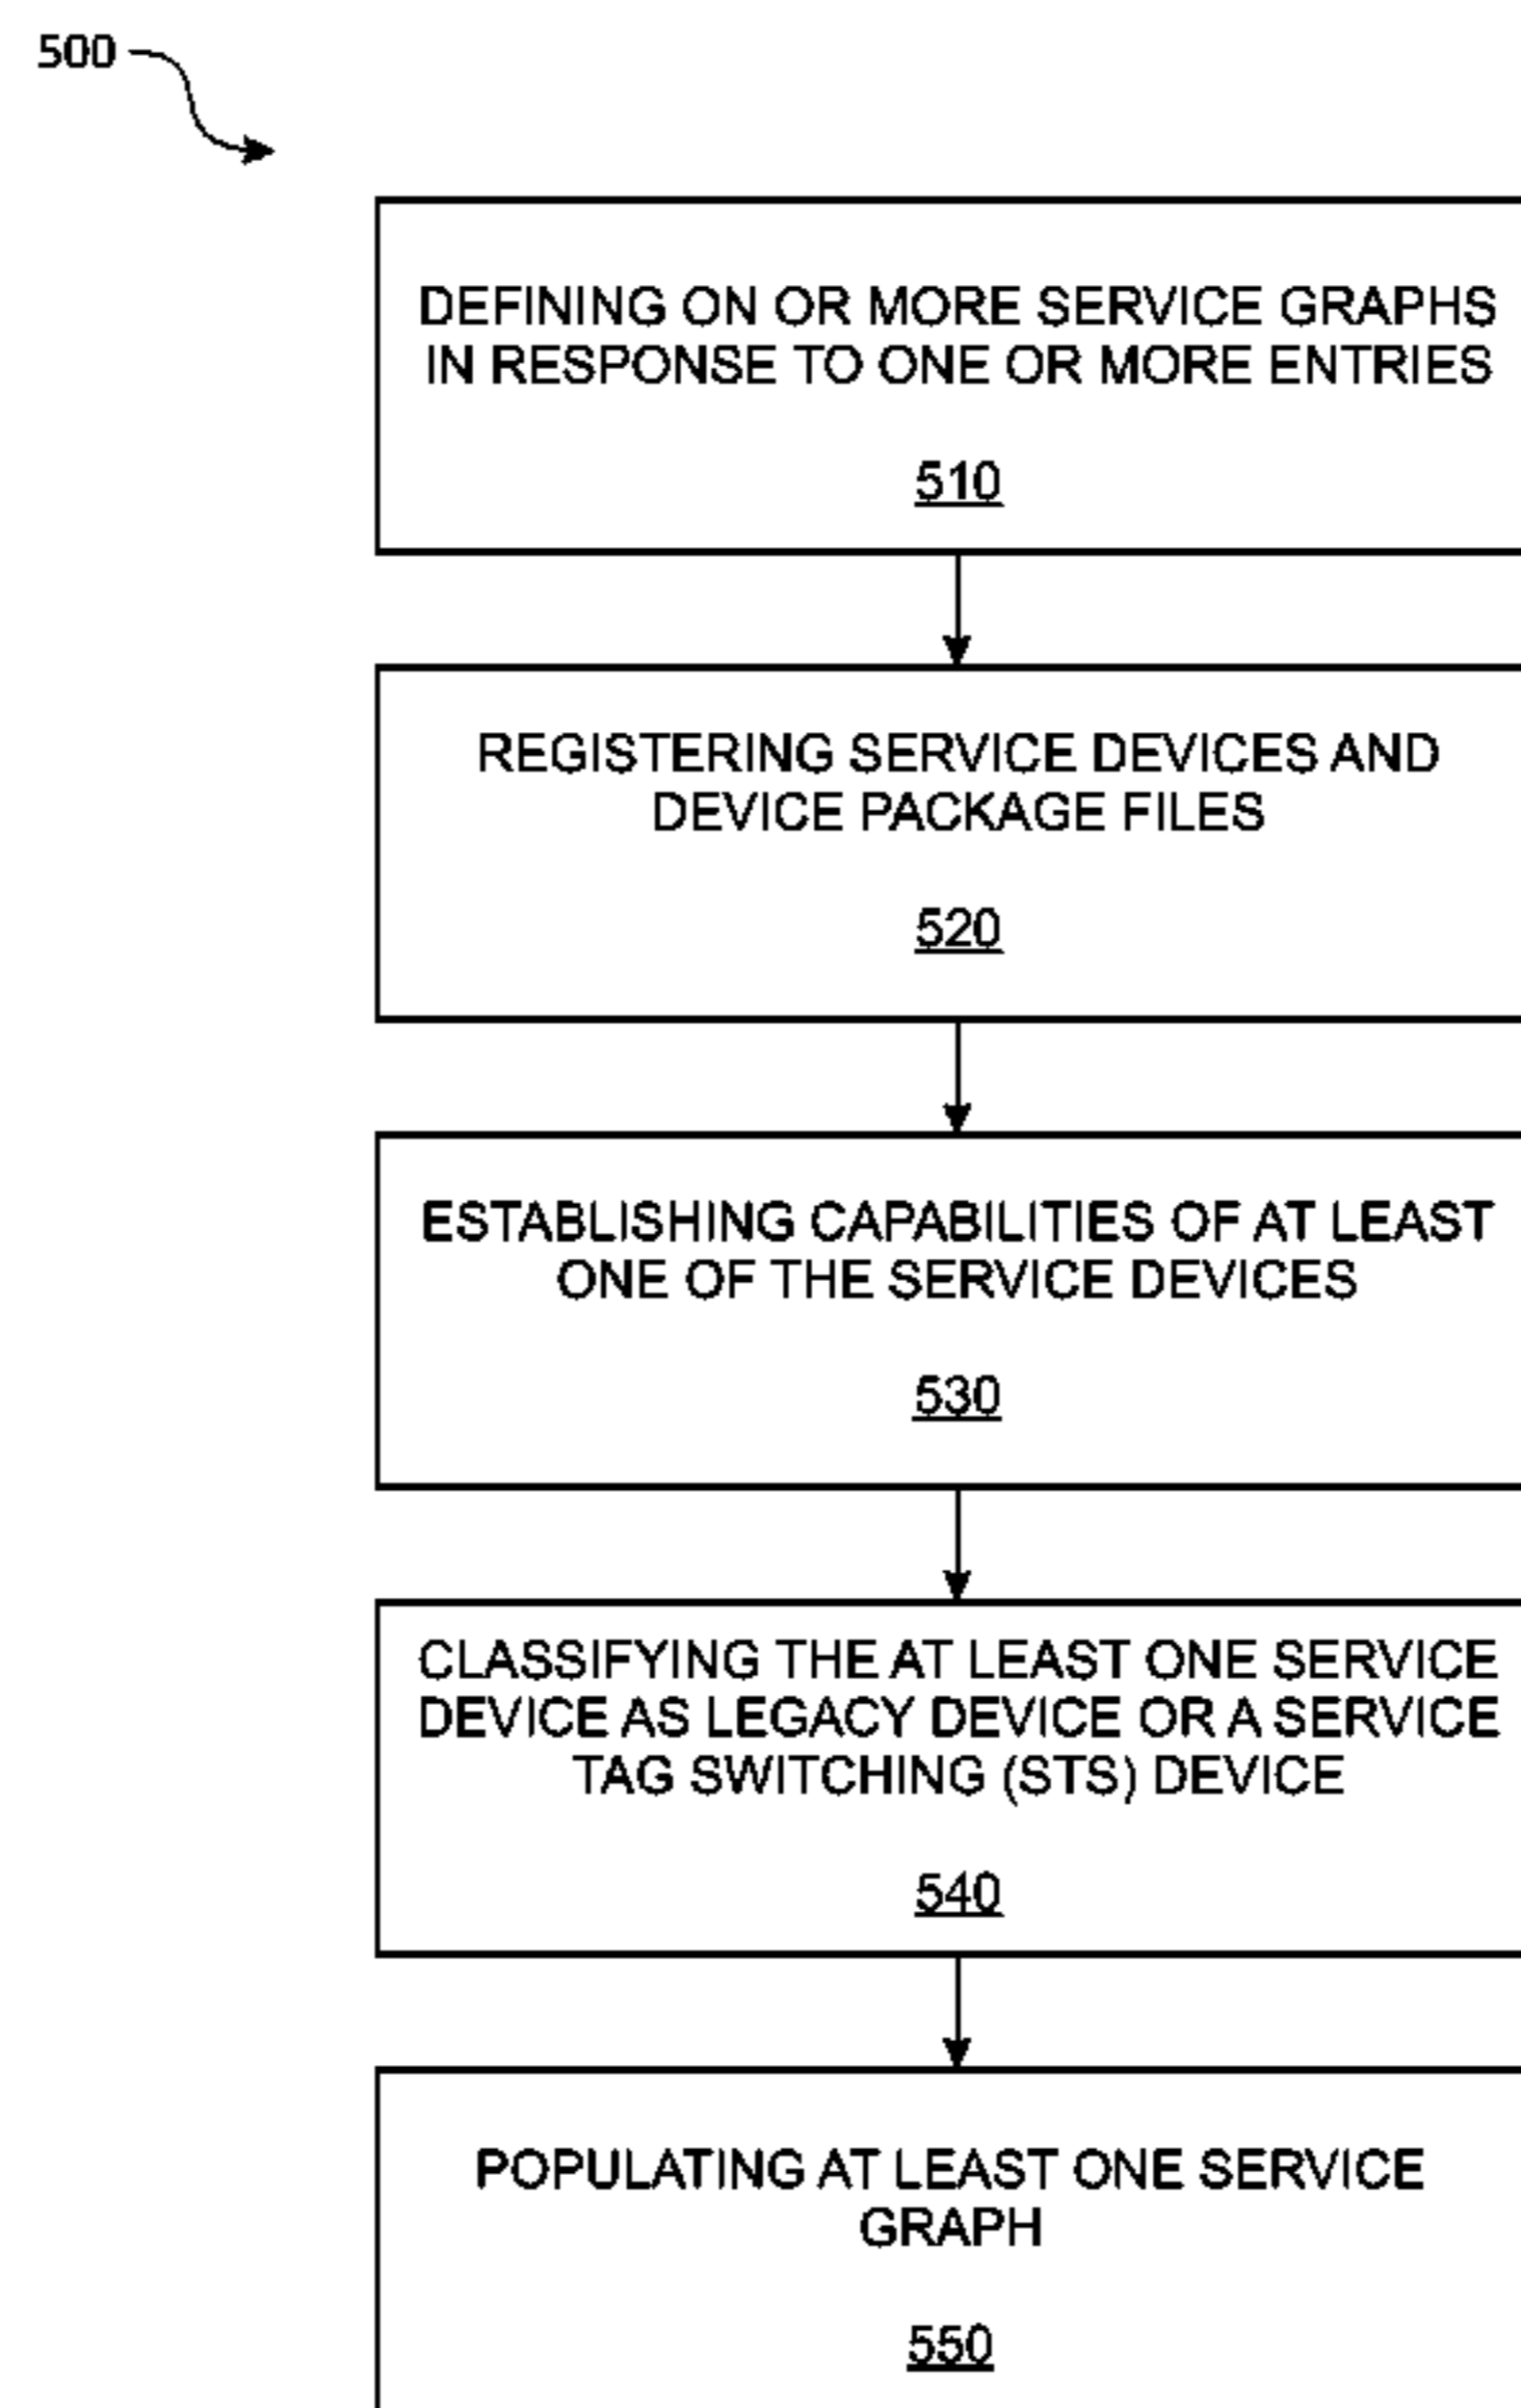 500
DEFINING ON OR MORE SERVICE GRAPHS
IN RESPONSE TO ONE OR MORE ENTRIES
510
REGISTERING SERVICE DEVICES AND
DEVICE PACKAGE FILES
520
ESTABLISHING CAPABILITIES OF AT LEAST
ONE OF THE SERVICE DEVICES
530
CLASSIFYING THE AT LEAST ONE SERVICE
DEVICE AS LEGACY DEVICE OR A SERVICE
TAG SWITCHING (STS) DEVICE
540
POPULATING AT LEAST ONE SERVICE
GRAPH
550